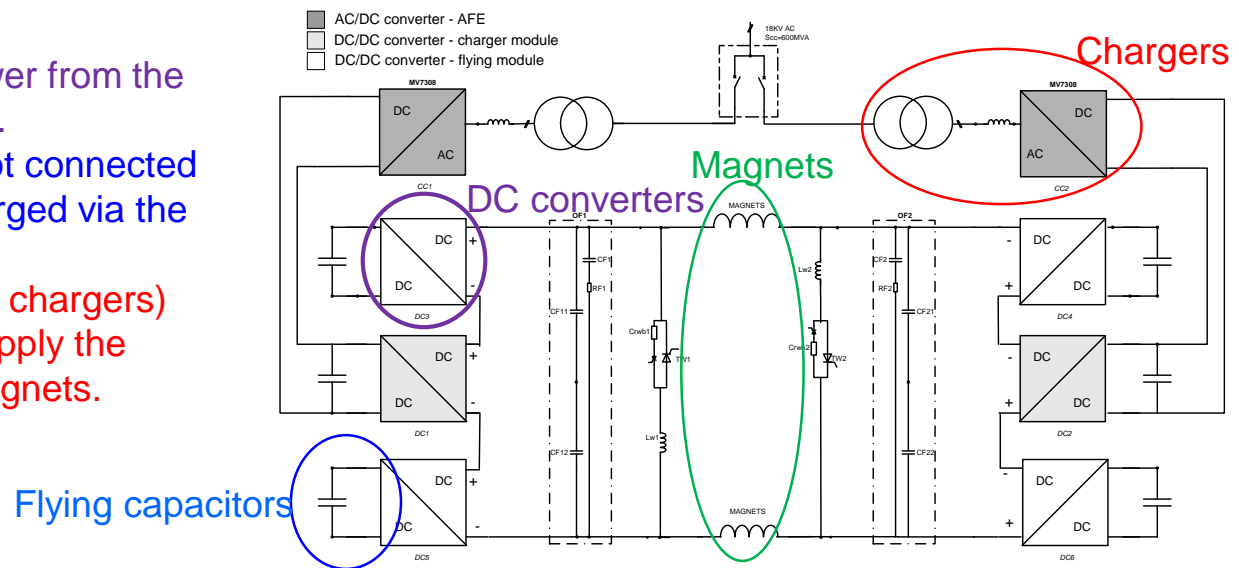 AC/DC converter - AFE
DC/DC converter - charger module
DC/DC converter - flying module
18KV AC
Scc=600MVA
Chargers
wer from the
.
ot connected
rged via the
chargers)
pply the
gnets.
MV7308
DC
AC
CC1
MV7308
DC
AC
CC2
Magnets
DC converters
MAGNETS
OF1
OF2
DC
DC
+
-
DC3
CF1
RF1
CF11
Crwb1
TW1
Lw1
CF12
Lw2
Crwb2
TW2
CF2
RF2
CF21
CF22
-
+
DC
DC
DC4
DC
DC
+
-
DC1
-
+
DC
DC
DC2
Flying capacitors
DC
DC
+
-
DC5
MAGNETS
-
+
DC
DC
DC6